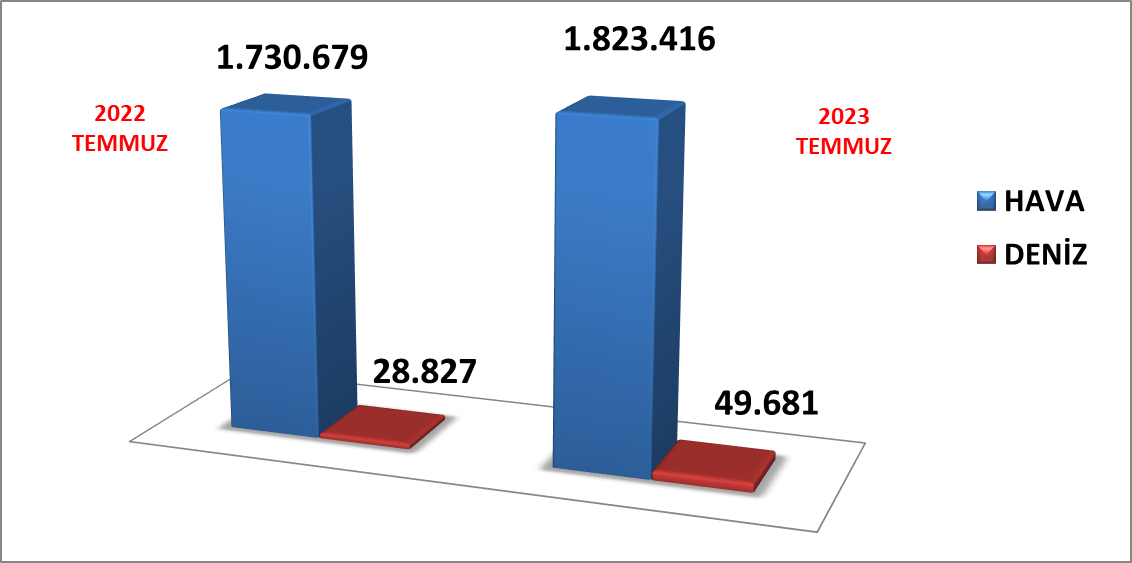 1.730.679
1.823.416
2022
TEMMUZ
2023
TEMMUZ
HAVA
DENİZ
28.827
49.681